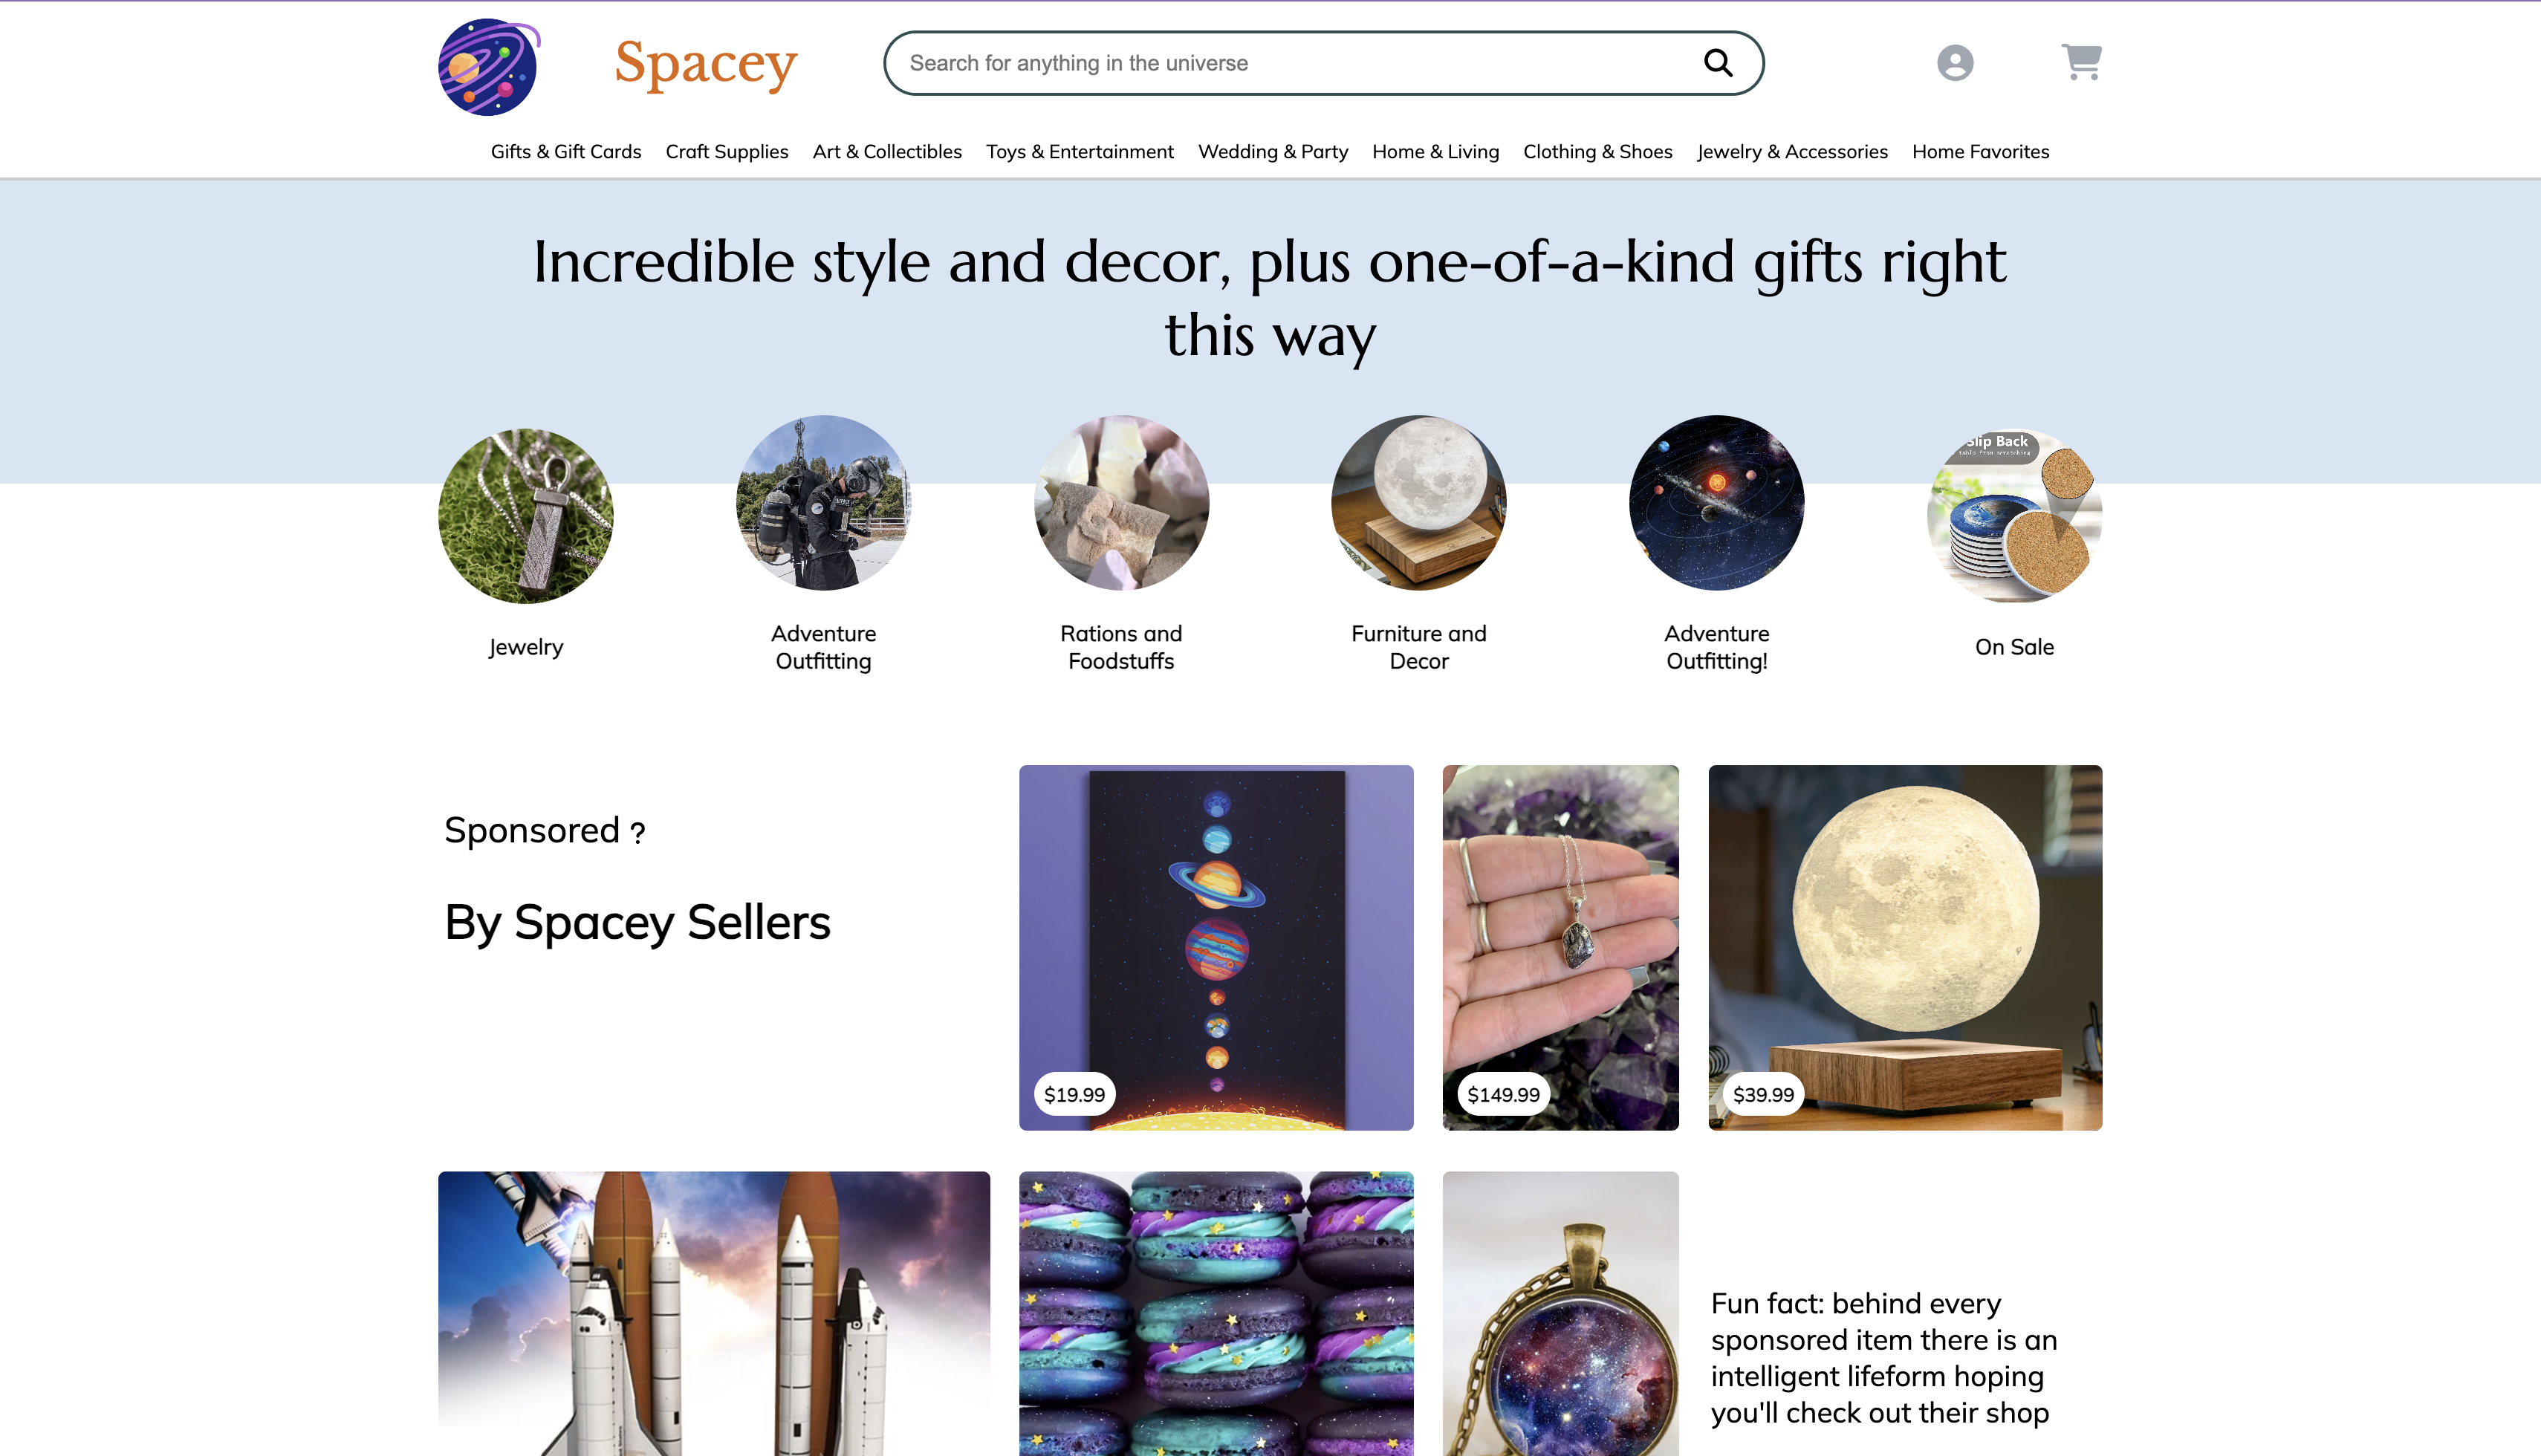 Spacey
Search for anything in the universe
Gifts & Gift Cards
Craft Supplies
Art & Collectibles
Toys & Entertainment
Wedding & Party
Home & Living
Clothing & Shoes
Jewelry & Accessories
Home Favorites
Incredible style and decor, plus one-of-a-kind gifts right
this way
Slip Back
table from scratching
Jewelry
Adventure
Outfitting
Rations and
Foodstuffs
Furniture and
Decor
Adventure
Outfitting!
On Sale
Sponsored ?
By Spacey Sellers
$19.99
$149.99
$39.99
Fun fact: behind every
sponsored item there is an
intelligent lifeform hoping
you'll check out their shop